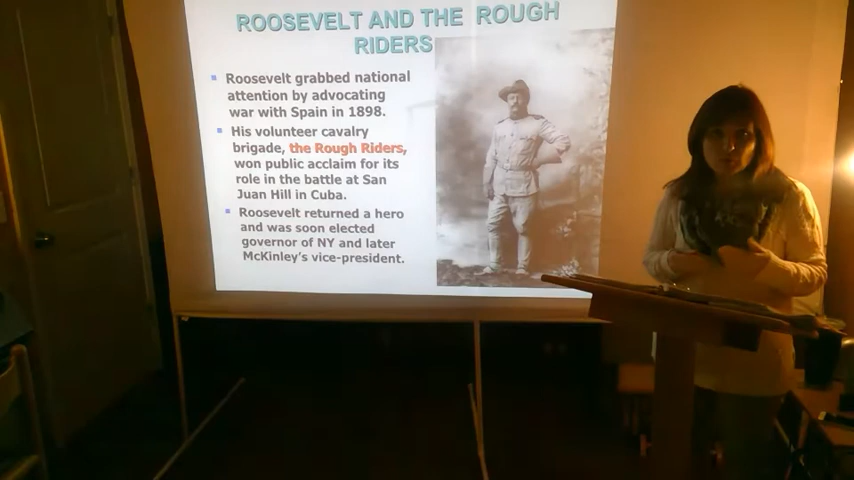 ROOSEVELT AND THE ROUGH
RIDERS
Roosevelt grabbed national
attention by advocating
war with Spain in 1898.
His volunteer cavalry
brigade, the Rough Riders,
won public acclaim for its
role in the battle at San
Juan Hill in Cuba.
Roosevelt returned a hero
and was soon elected
governor of NY and later
McKinley's vice-president.